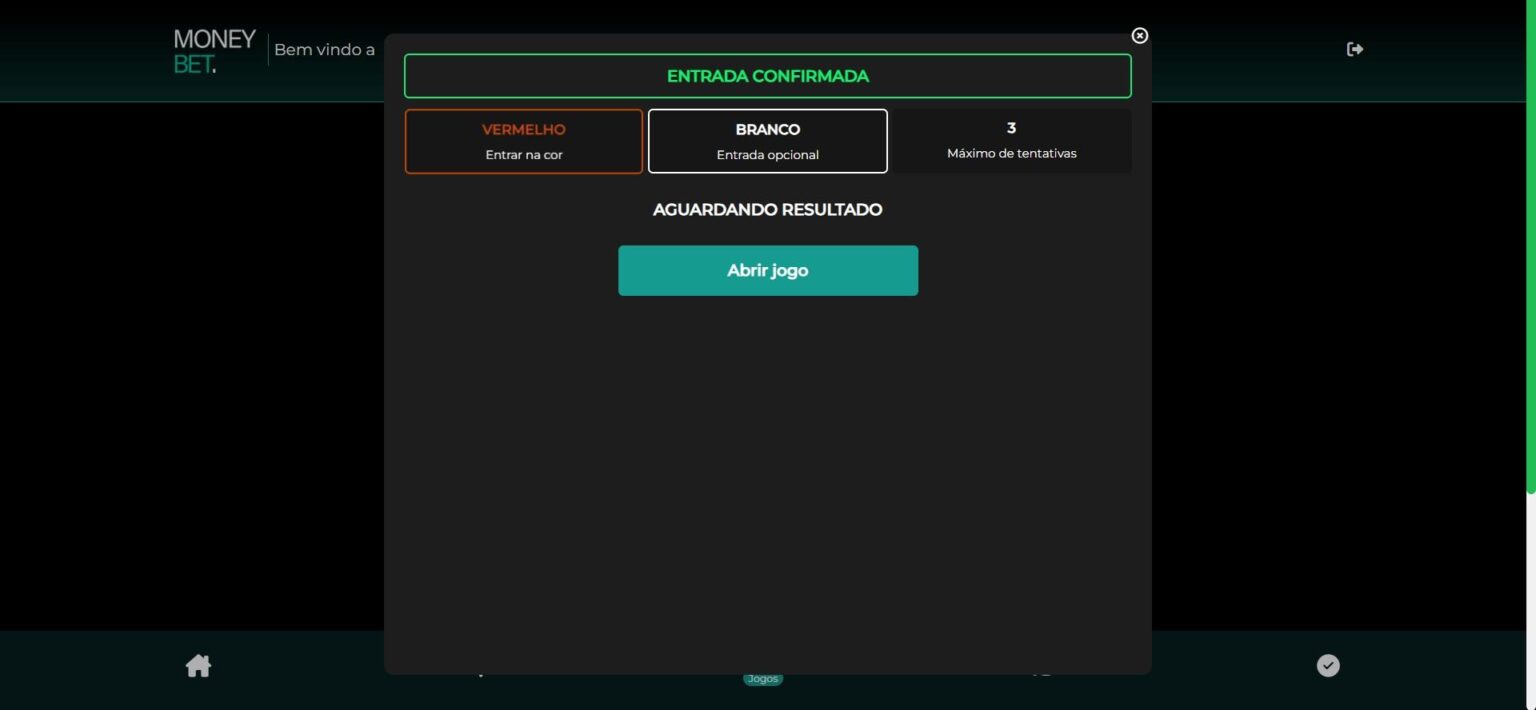 MONEY
BET.
Bem vindo a
ENTRADA CONFIRMADA
VERMELHO
Entrar na cor
BRANCO
Entrada opcional
3
Máximo de tentativas
AGUARDANDO RESULTADO
Abrir jogo
Jogos